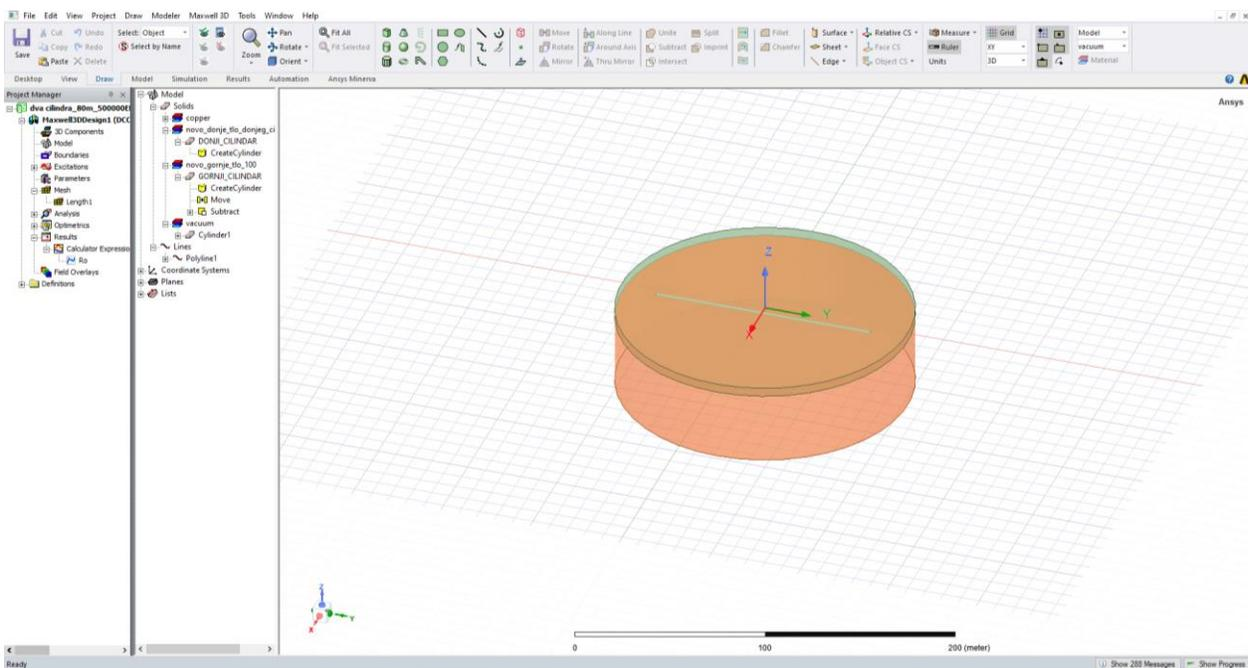 File Edit View Project Draw Modeler Maxwell 3D Tools Window Help
Save
Cut Undo
Copy Redo
Paste Delete
Select: Object
Select by Name
Zoom
Pan
Rotate
Orient
Fit All
Fit Selected
Move Along Line Unite Split Fillet
Rotate Around Axis Subtract Imprint Chamfer
Mirror Thru Mirror Intersect
Surface Relative CS Measure Grid Model
Sheet Face CS Ruler XY vacuum
Edge Object CS Units 3D Material
Desktop View Draw Model Simulation Results Automation Ansys Minerva
Project Manager
dva cilindra_80m_500000El
Maxwell3DDesign1 (DCC
3D Components
Model
Boundaries
Excitations
Parameters
Mesh
Length1
Analysis
Optimetrics
Results
Calculator Expressio
Ro
Field Overlays
Definitions
Model
Solids
copper
novo_donje_tlo_donjeg_ci
DONJI_CILINDAR
CreateCylinder
novo_gornje_tlo_100
GORNJI_CILINDAR
CreateCylinder
Move
Subtract
vacuum
Cylinder1
Lines
Polyline1
Coordinate Systems
Planes
Lists
Ansys
Z
Y
X
Z
Y
X
0 100 200 (meter)
Ready
Show 288 Messages Show Progress